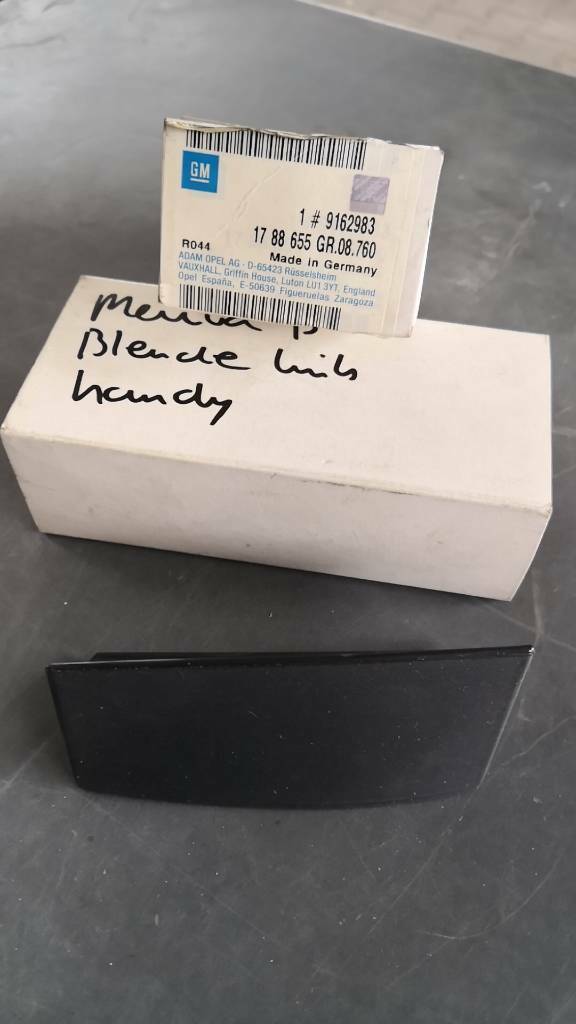 GM
1 # 9162983
17 88 655 GR.08.760
R044
Made in Germany
ADAM OPEL AG · D-65423 Rüsselsheim
VAUXHALL, Griffin House, Luton LU1 3YT, England
Opel España, E-50639 Figueruelas Zaragoza
Blende links
handy